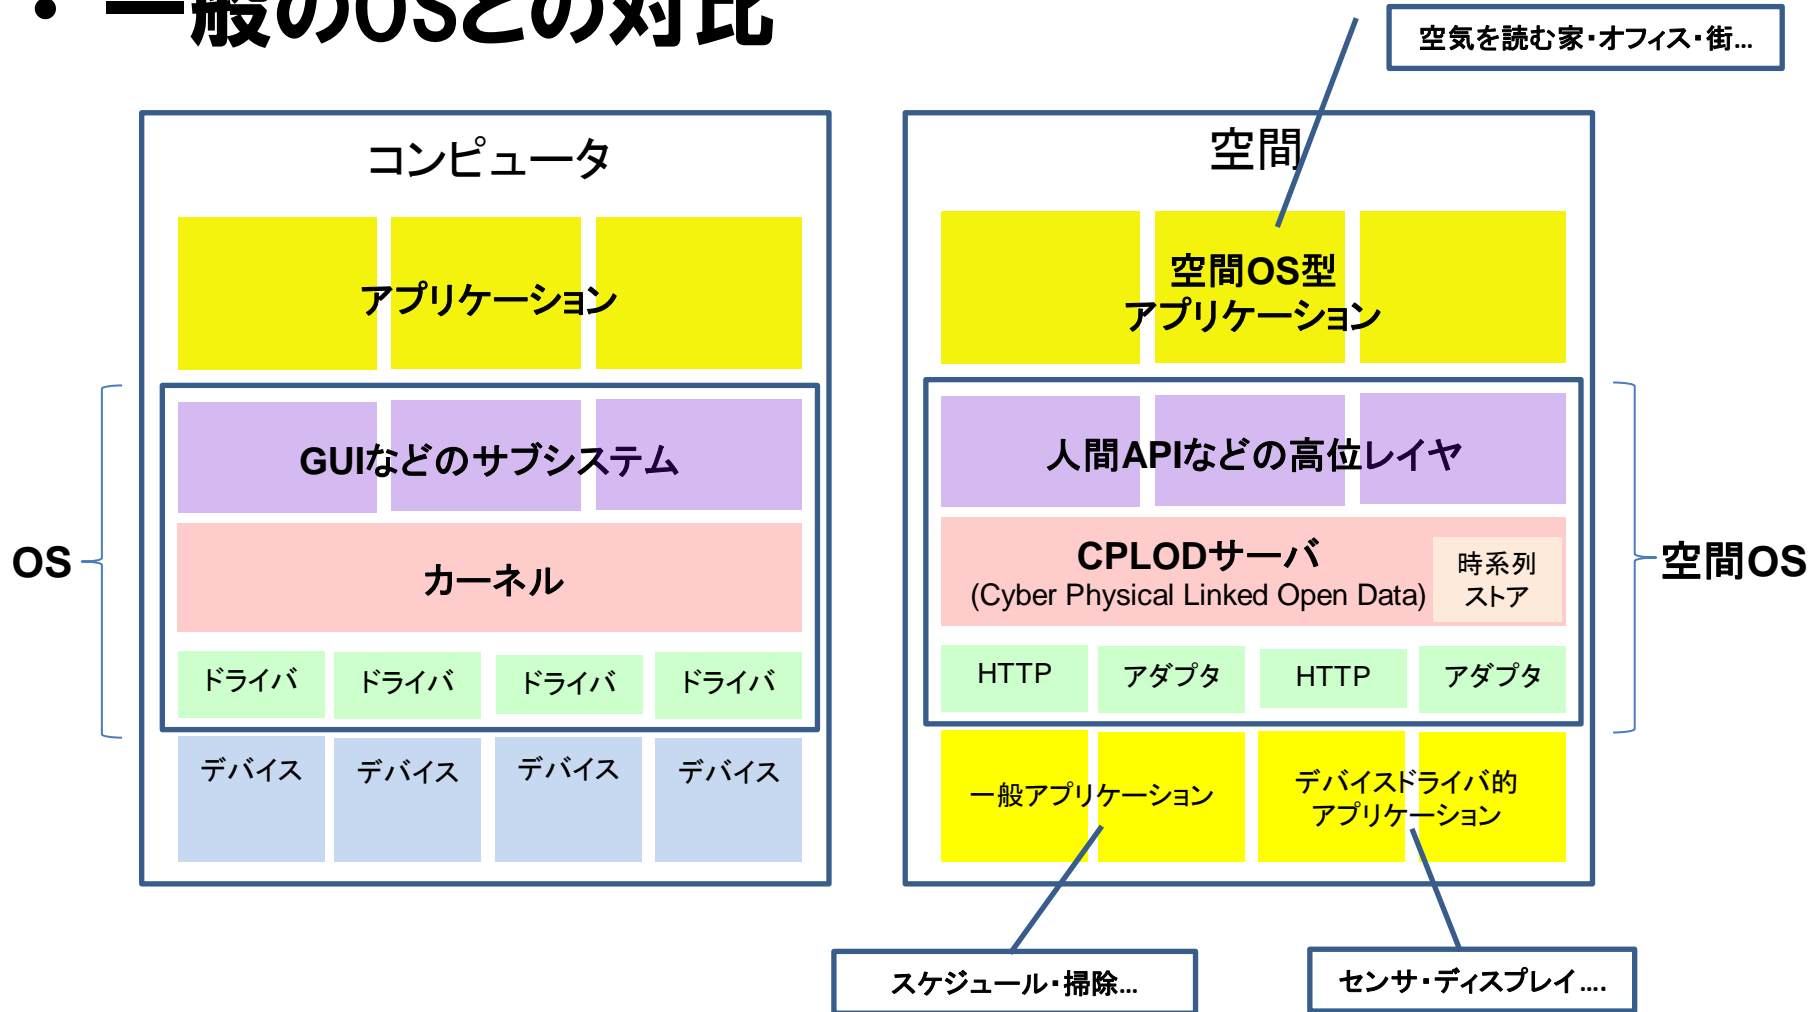 • 一般のOSとの対比
空気を読む家・オフィス・街...
コンピュータ
アプリケーション
GUIなどのサブシステム
カーネル
ドライバ ドライバ ドライバ ドライバ
デバイス デバイス デバイス デバイス
OS
空間
空間OS型
アプリケーション
人間APIなどの高位レイヤ
CPLODサーバ
(Cyber Physical Linked Open Data)
時系列
ストア
HTTP アダプタ HTTP アダプタ
一般アプリケーション
デバイスドライバ的
アプリケーション
空間OS
スケジュール・掃除...
センサ・ディスプレイ....